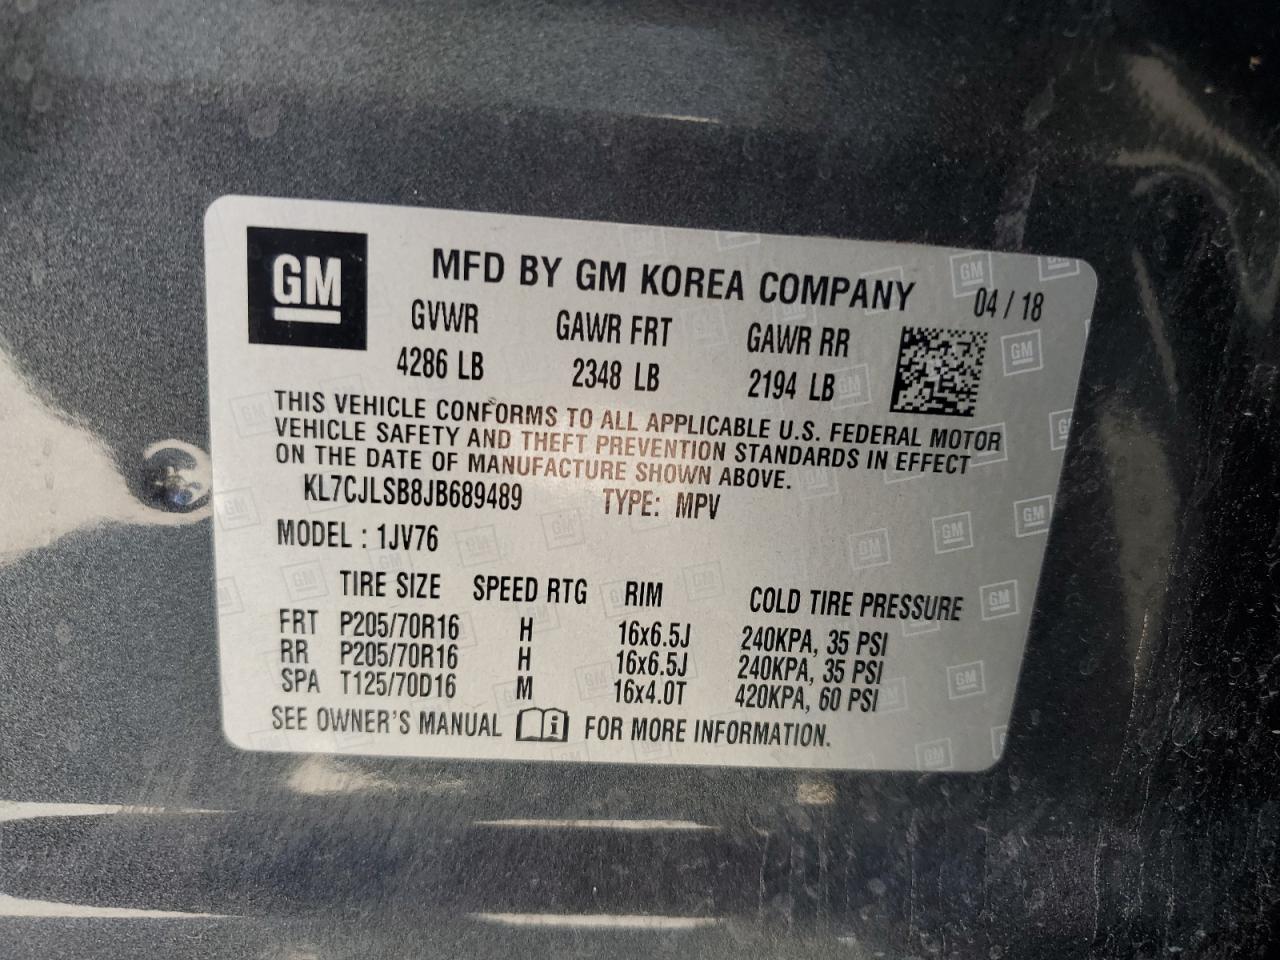 GM
MFD BY GM KOREA COMPANY 04 / 18
GVWR GAWR FRT GAWR RR
4286 LB 2348 LB 2194 LB
THIS VEHICLE CONFORMS TO ALL APPLICABLE U.S. FEDERAL MOTOR
VEHICLE SAFETY AND THEFT PREVENTION STANDARDS IN EFFECT
ON THE DATE OF MANUFACTURE SHOWN ABOVE.
KL7CJLSB8JB689489 TYPE: MPV
MODEL : 1JV76
TIRE SIZE SPEED RTG RIM COLD TIRE PRESSURE
FRT P205/70R16 H 16x6.5J 240KPA, 35 PSI
RR P205/70R16 H 16x6.5J 240KPA, 35 PSI
SPA T125/70D16 M 16x4.0T 420KPA, 60 PSI
SEE OWNER'S MANUAL i FOR MORE INFORMATION.